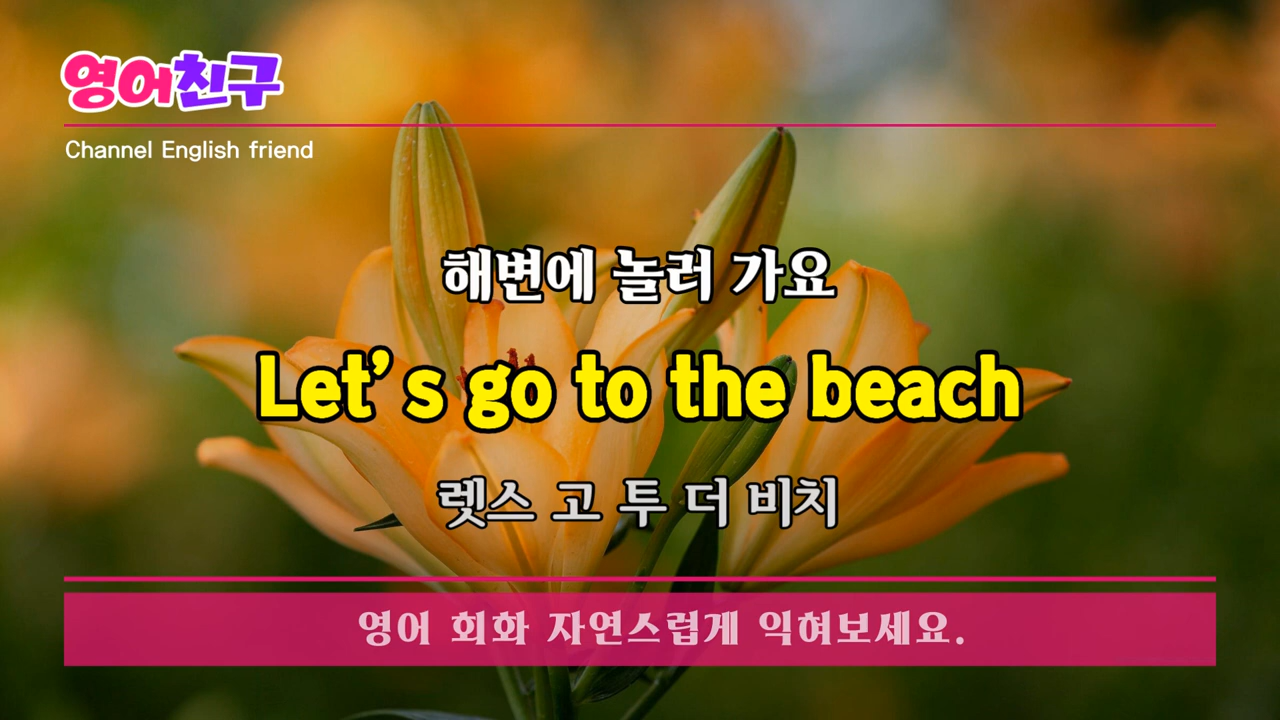 영어친구
Channel English friend
해변에 놀러 가요
Let's go to the beach
렛스 고 투 더 비치
영어 회화 자연스럽게 익혀보세요.